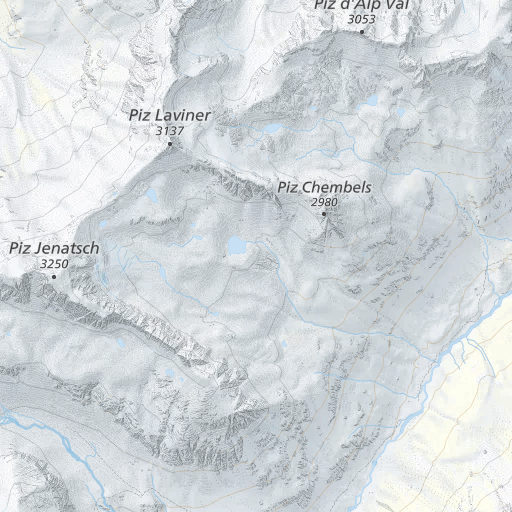 Piz d'Alp Val
3053
Piz Laviner
3137
Piz Chembels
2980
Piz Jenatsch
3250